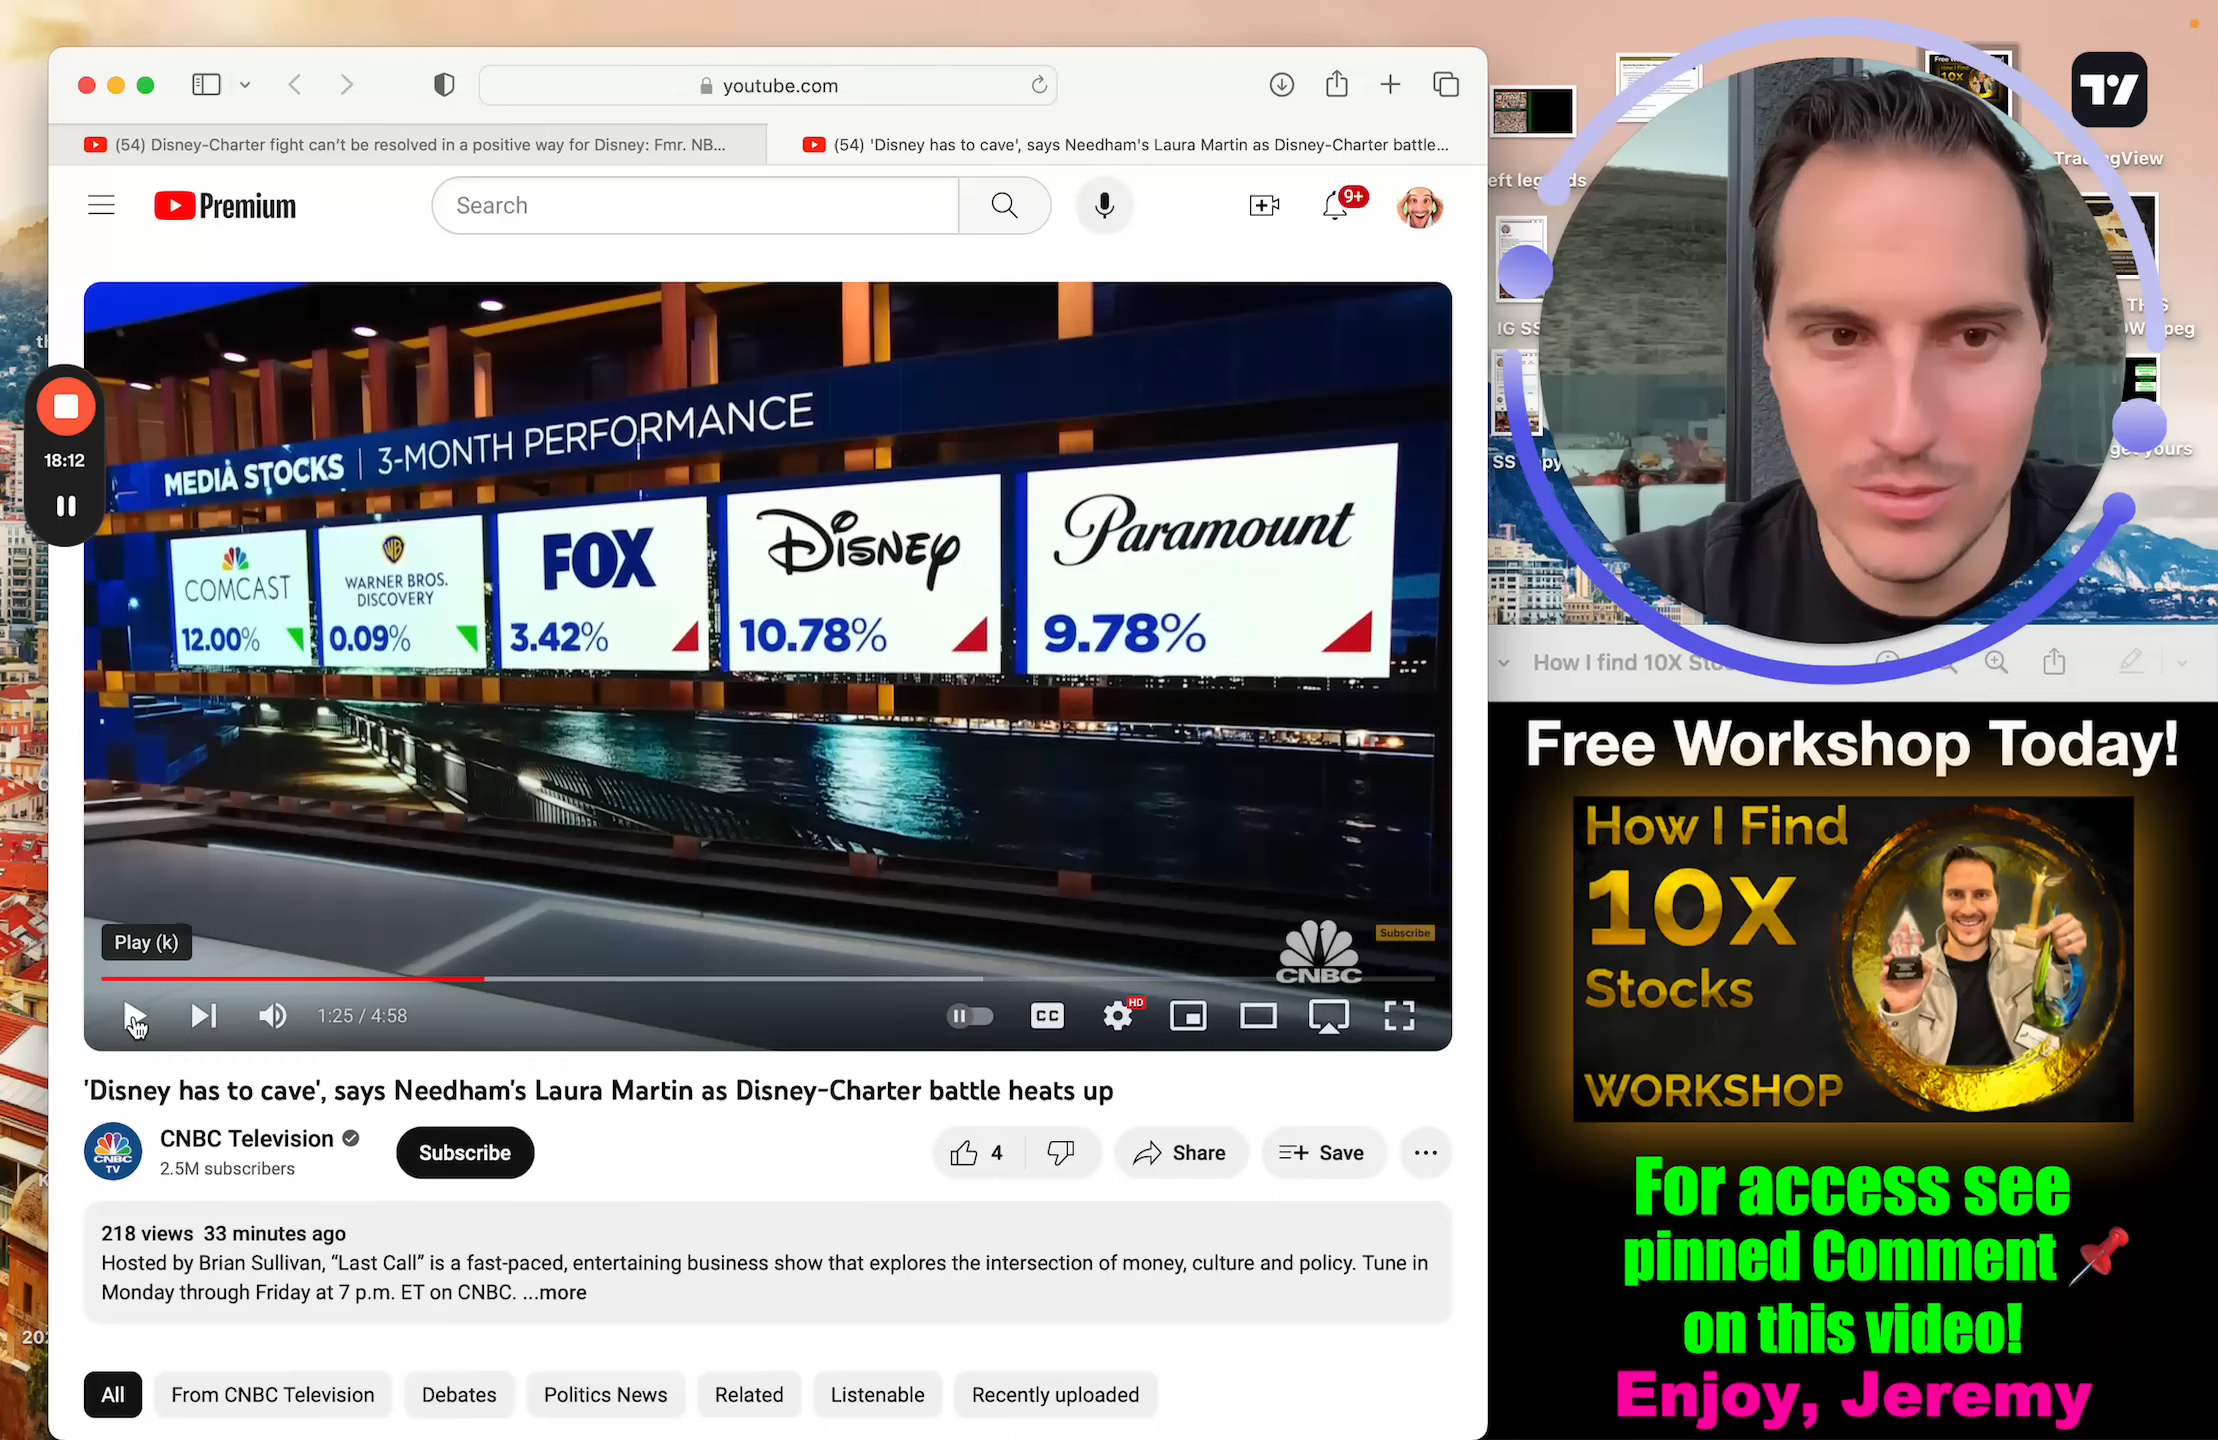 youtube.com
(54) Disney-Charter fight can't be resolved in a positive way for Disney: Fmr. NB...
(54) 'Disney has to cave', says Needham's Laura Martin as Disney-Charter battle...
Premium
Search
9+
MEDIA STOCKS | 3-MONTH PERFORMANCE
COMCAST
12.00%
WARNER BROS.
DISCOVERY
0.09%
FOX
3.42%
DISNEY
10.78%
Paramount
9.78%
18:12
Play (k)
Subscribe
CNBC
1:25 / 4:58
CC
HD
'Disney has to cave', says Needham's Laura Martin as Disney-Charter battle heats up
CNBC
TV
CNBC Television
2.5M subscribers
Subscribe
4
Share
Save
218 views 33 minutes ago
Hosted by Brian Sullivan, “Last Call” is a fast-paced, entertaining business show that explores the intersection of money, culture and policy. Tune in
Monday through Friday at 7 p.m. ET on CNBC. ...more
All
From CNBC Television
Debates
Politics News
Related
Listenable
Recently uploaded
IG SS
How I find 10X
Free Workshop Today!
How I Find
10X
Stocks
WORKSHOP
For access see
pinned Comment
on this video!
Enjoy, Jeremy